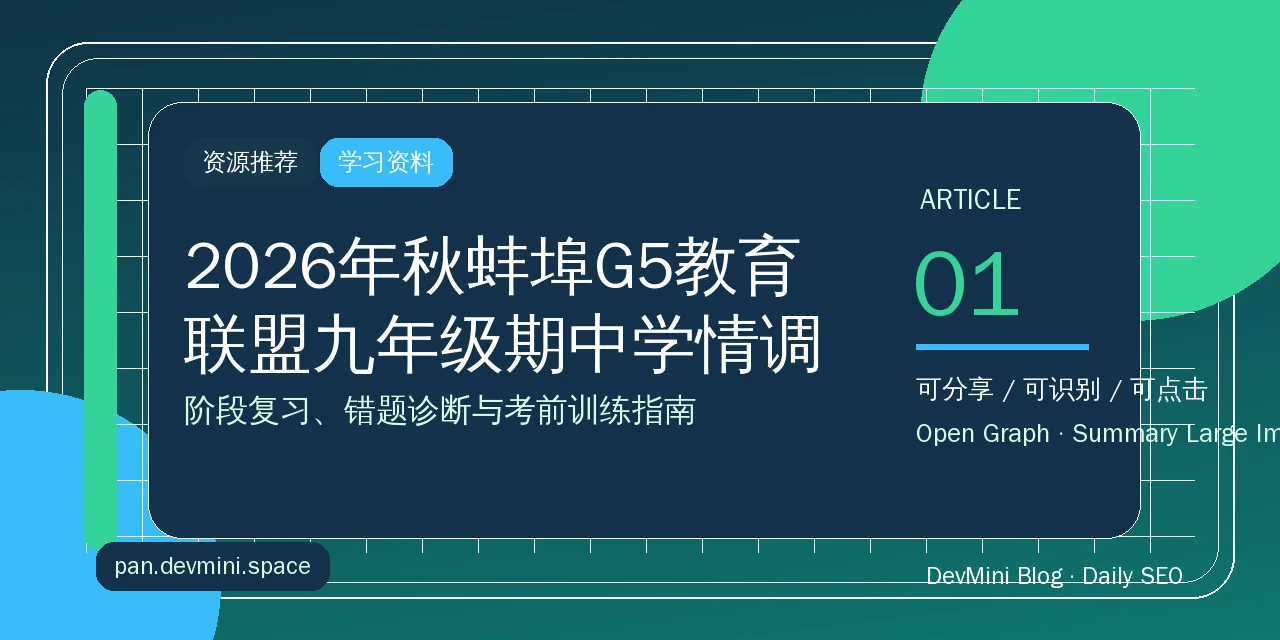 资源推荐
学习资料
2026年秋蚌埠G5教育
联盟九年级期中学情调
阶段复习、错题诊断与考前训练指南
ARTICLE
01
可分享 / 可识别 / 可点击
Open Graph · Summary Large Im
pan.devmini.space
DevMini Blog · Daily SEO